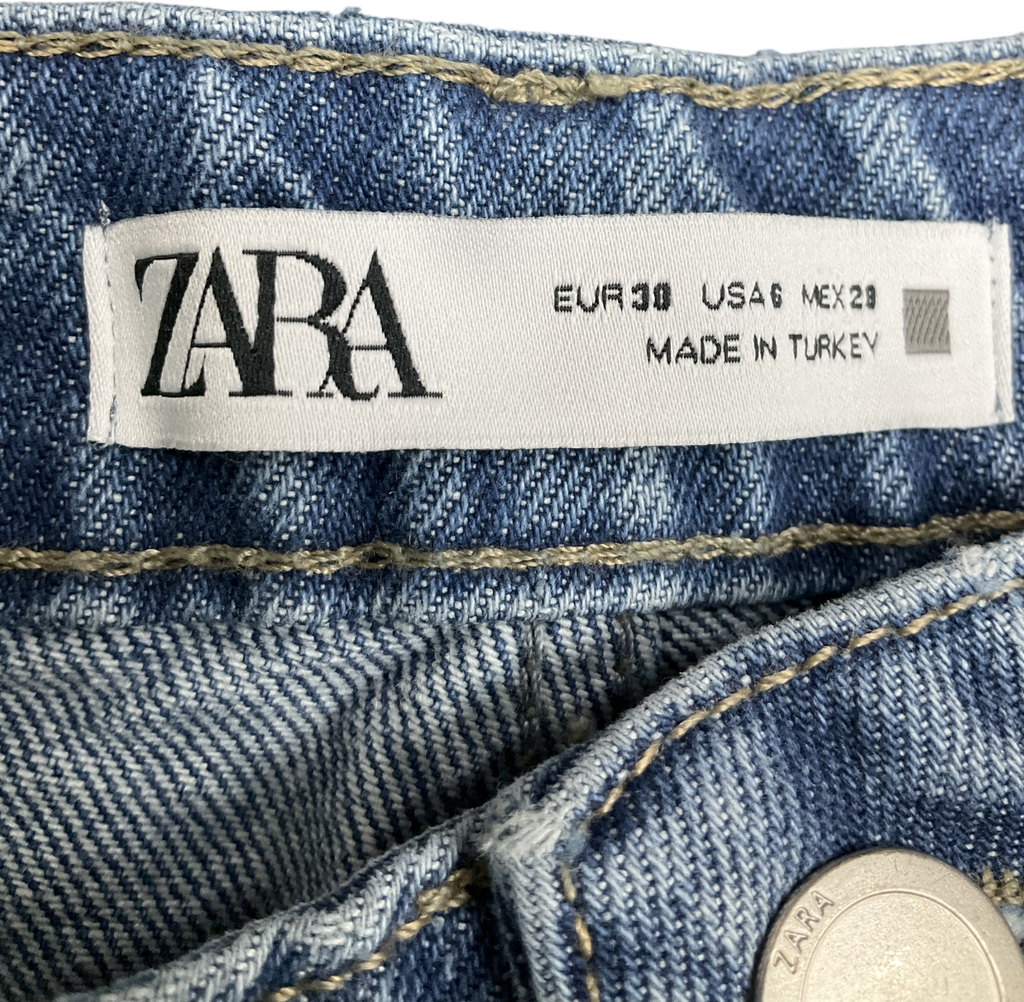 ZARA
EUR 38 USA 6 MEX 28
MADE IN TURKEY
ZARA